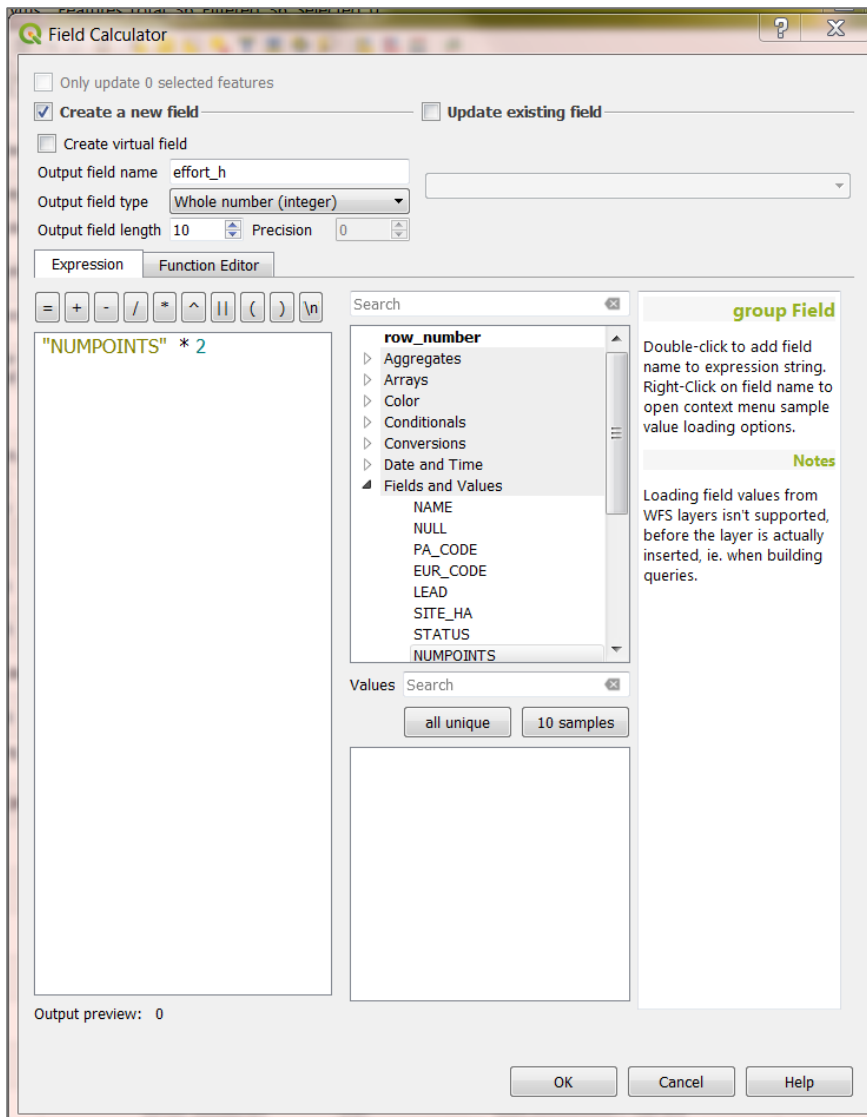 Field Calculator
Only update 0 selected features
Create a new field
Update existing field
Create virtual field
Output field name effort_h
Output field type Whole number (integer)
Output field length 10 Precision 0
Expression Function Editor
= + - / * ^ || ( ) \n
"NUMPOINTS" * 2
Search
row_number
Aggregates
Arrays
Color
Conditionals
Conversions
Date and Time
Fields and Values
NAME
NULL
PA_CODE
EUR_CODE
LEAD
SITE_HA
STATUS
NUMPOINTS
Values Search
all unique 10 samples
group Field
Double-click to add field
name to expression string.
Right-Click on field name to
open context menu sample
value loading options.
Notes
Loading field values from
WFS layers isn't supported,
before the layer is actually
inserted, ie. when building
queries.
Output preview: 0
OK Cancel Help